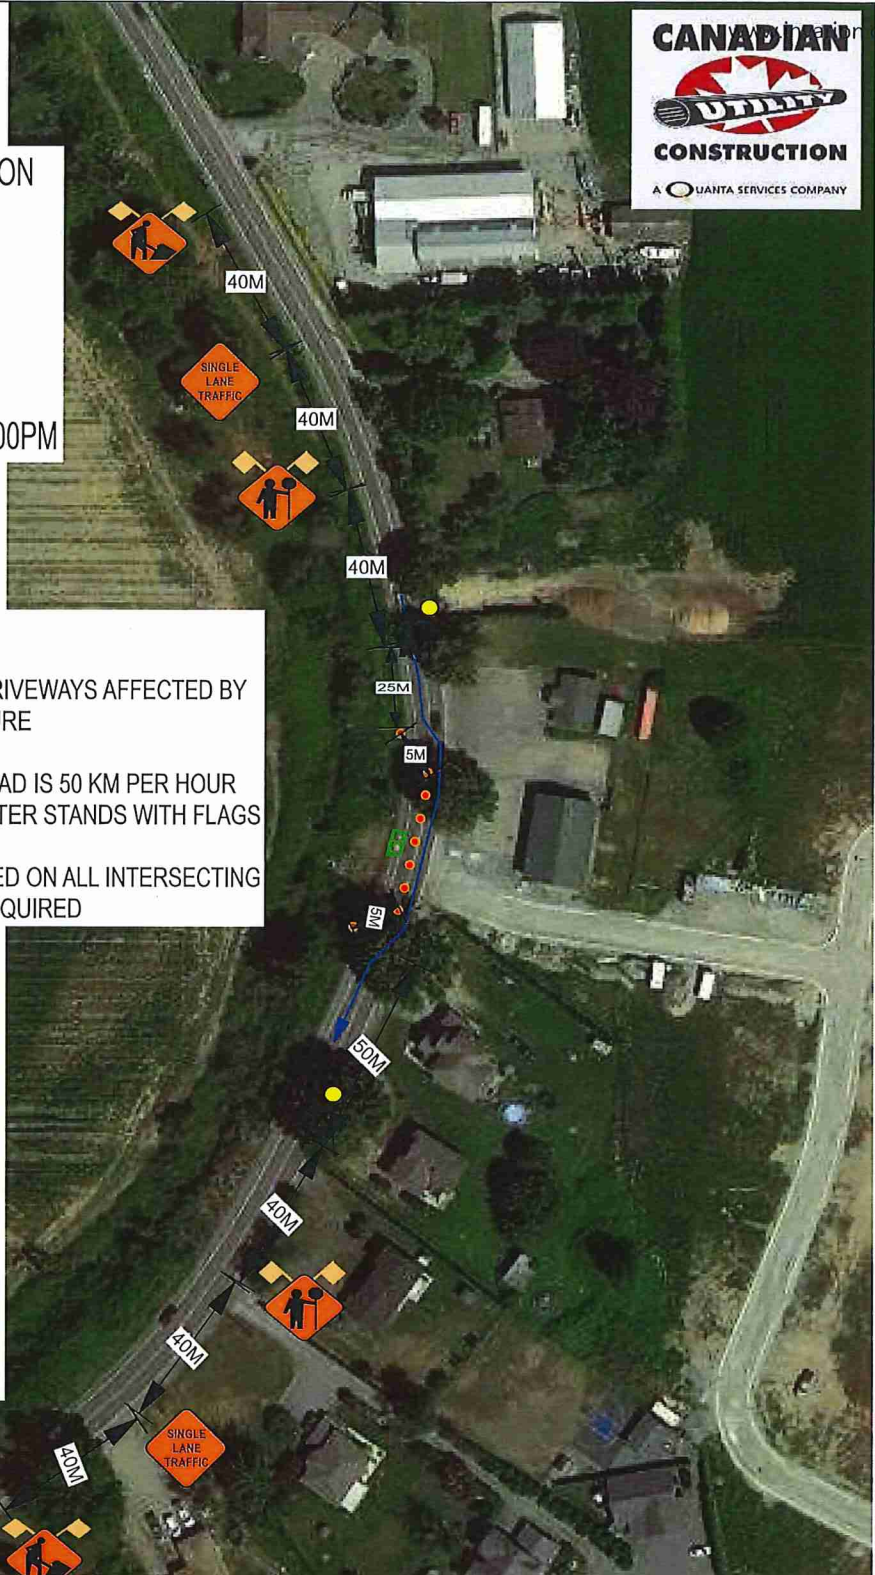 CANADIAN
UTILITY
CONSTRUCTION
A QUANTA SERVICES COMPANY
ON
40M
SINGLE
LANE
TRAFFIC
40M
00PM
40M
RIVEWAYS AFFECTED BY
URE
25M
5M
AD IS 50 KM PER HOUR
TER STANDS WITH FLAGS
ED ON ALL INTERSECTING
QUIRED
5M
50M
40M
40M
SINGLE
LANE
TRAFFIC
40M